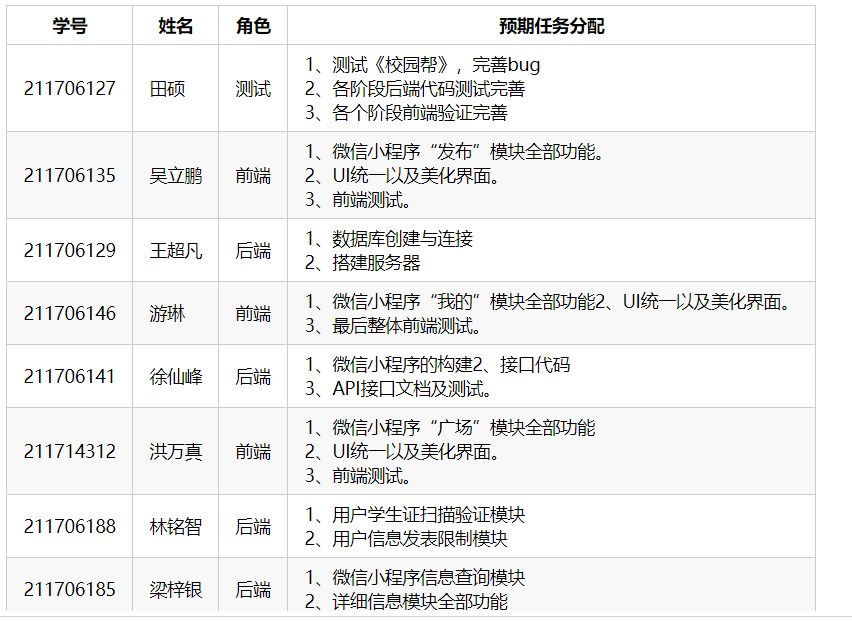 学号 姓名 角色 预期任务分配
211706127 田硕 测试 1、测试《校园帮》，完善bug
2、各阶段后端代码测试完善
3、各个阶段前端验证完善
211706135 吴立鹏 前端 1、微信小程序“发布”模块全部功能。
2、UI统一以及美化界面。
3、前端测试。
211706129 王超凡 后端 1、数据库创建与连接
2、搭建服务器
211706146 游琳 前端 1、微信小程序“我的”模块全部功能2、UI统一以及美化界面。
3、最后整体前端测试。
211706141 徐仙峰 后端 1、微信小程序的构建2、接口代码
3、API接口文档及测试。
211714312 洪万真 前端 1、微信小程序“广场”模块全部功能
2、UI统一以及美化界面。
3、前端测试。
211706188 林铭智 后端 1、用户学生证扫描验证模块
2、用户信息发表限制模块
211706185 梁梓银 后端 1、微信小程序信息查询模块
2、详细信息模块全部功能